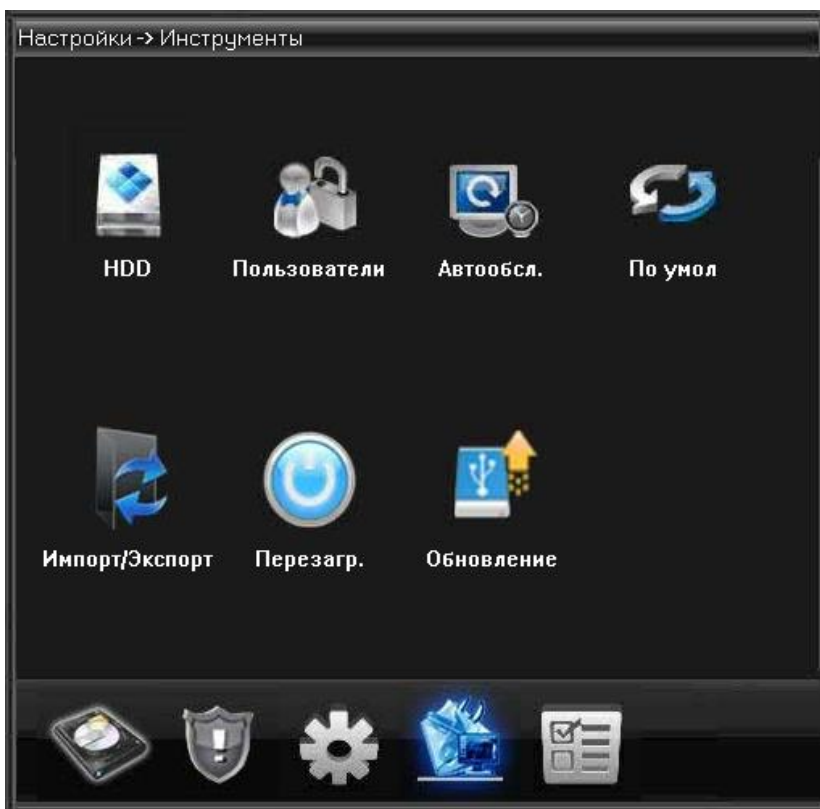 Настройки-> Инструменты
HDD
Пользователи
Автообсл.
По умол
Импорт/Экспорт
Перезагр.
Обновление